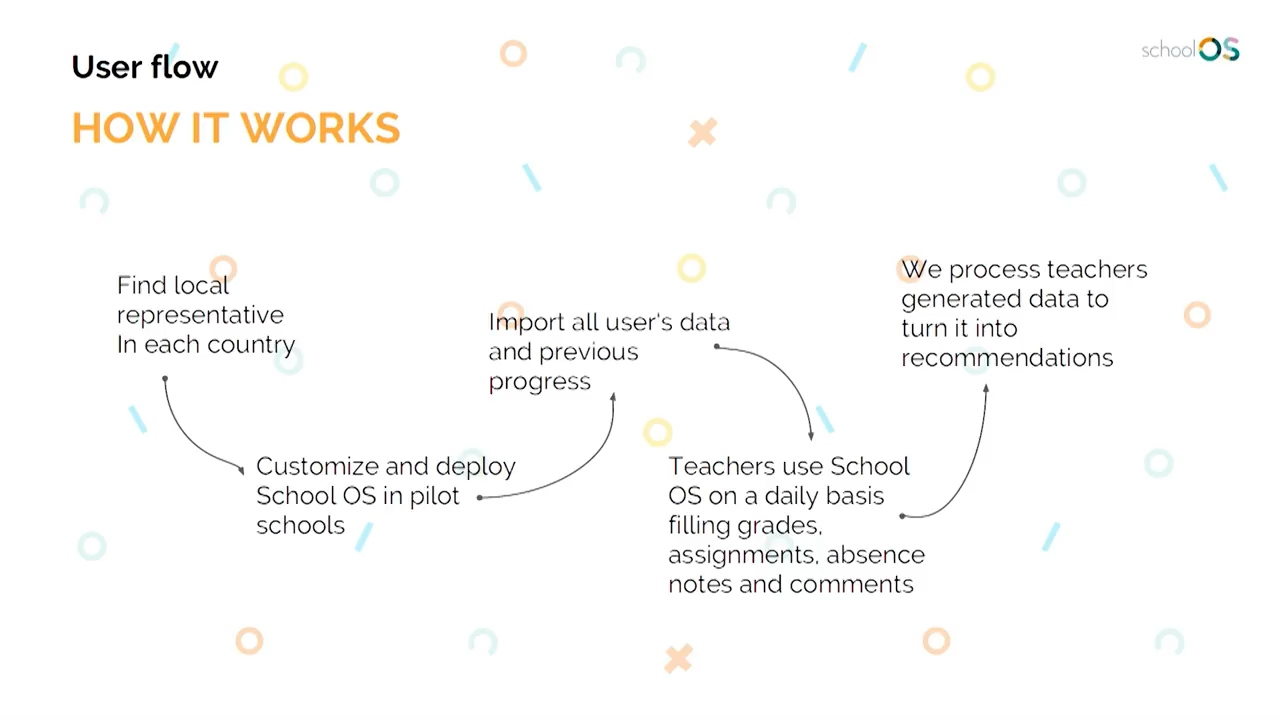 User flow
schoolOS
HOW IT WORKS
Find local
representative
In each country
Customize and deploy
School OS in pilot
schools
Import all user's data
and previous
progress
Teachers use School
OS on a daily basis
filling grades,
assignments, absence
notes and comments
We process teachers
generated data to
turn it into
recommendations